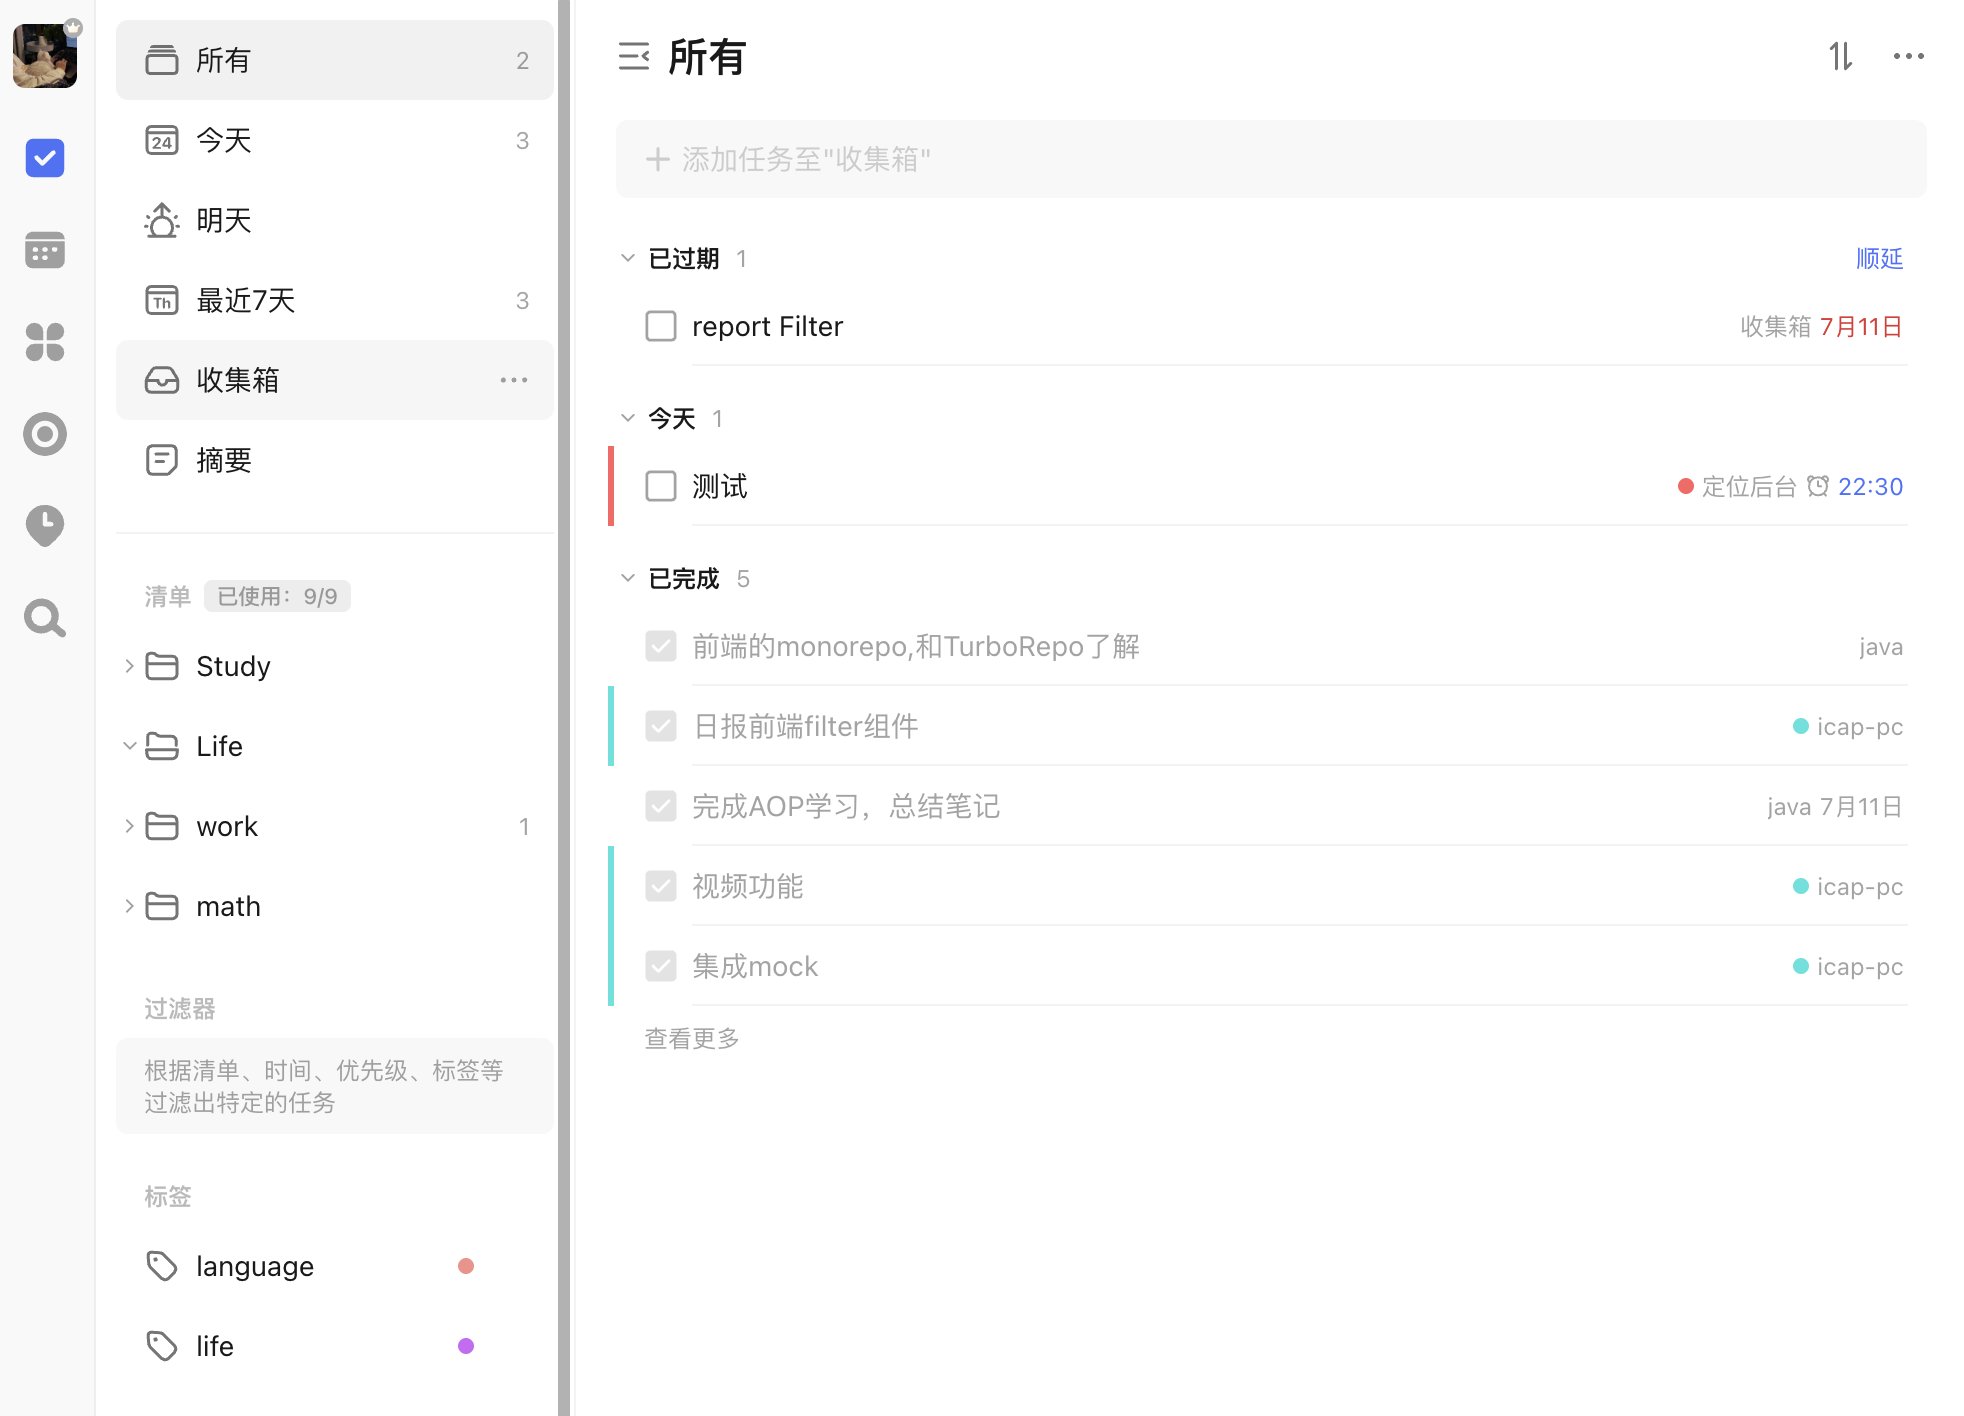 所有 2
24 今天 3
明天
Th 最近7天 3
收集箱
摘要
清单 已使用：9/9
Study
Life
work 1
math
过滤器
根据清单、时间、优先级、标签等
过滤出特定的任务
标签
language
life
所有
添加任务至"收集箱"
已过期 1 顺延
report Filter 收集箱 7月11日
今天 1
测试 定位后台 22:30
已完成 5
前端的monorepo,和TurboRepo了解 java
日报前端filter组件 icap-pc
完成AOP学习，总结笔记 java 7月11日
视频功能 icap-pc
集成mock icap-pc
查看更多